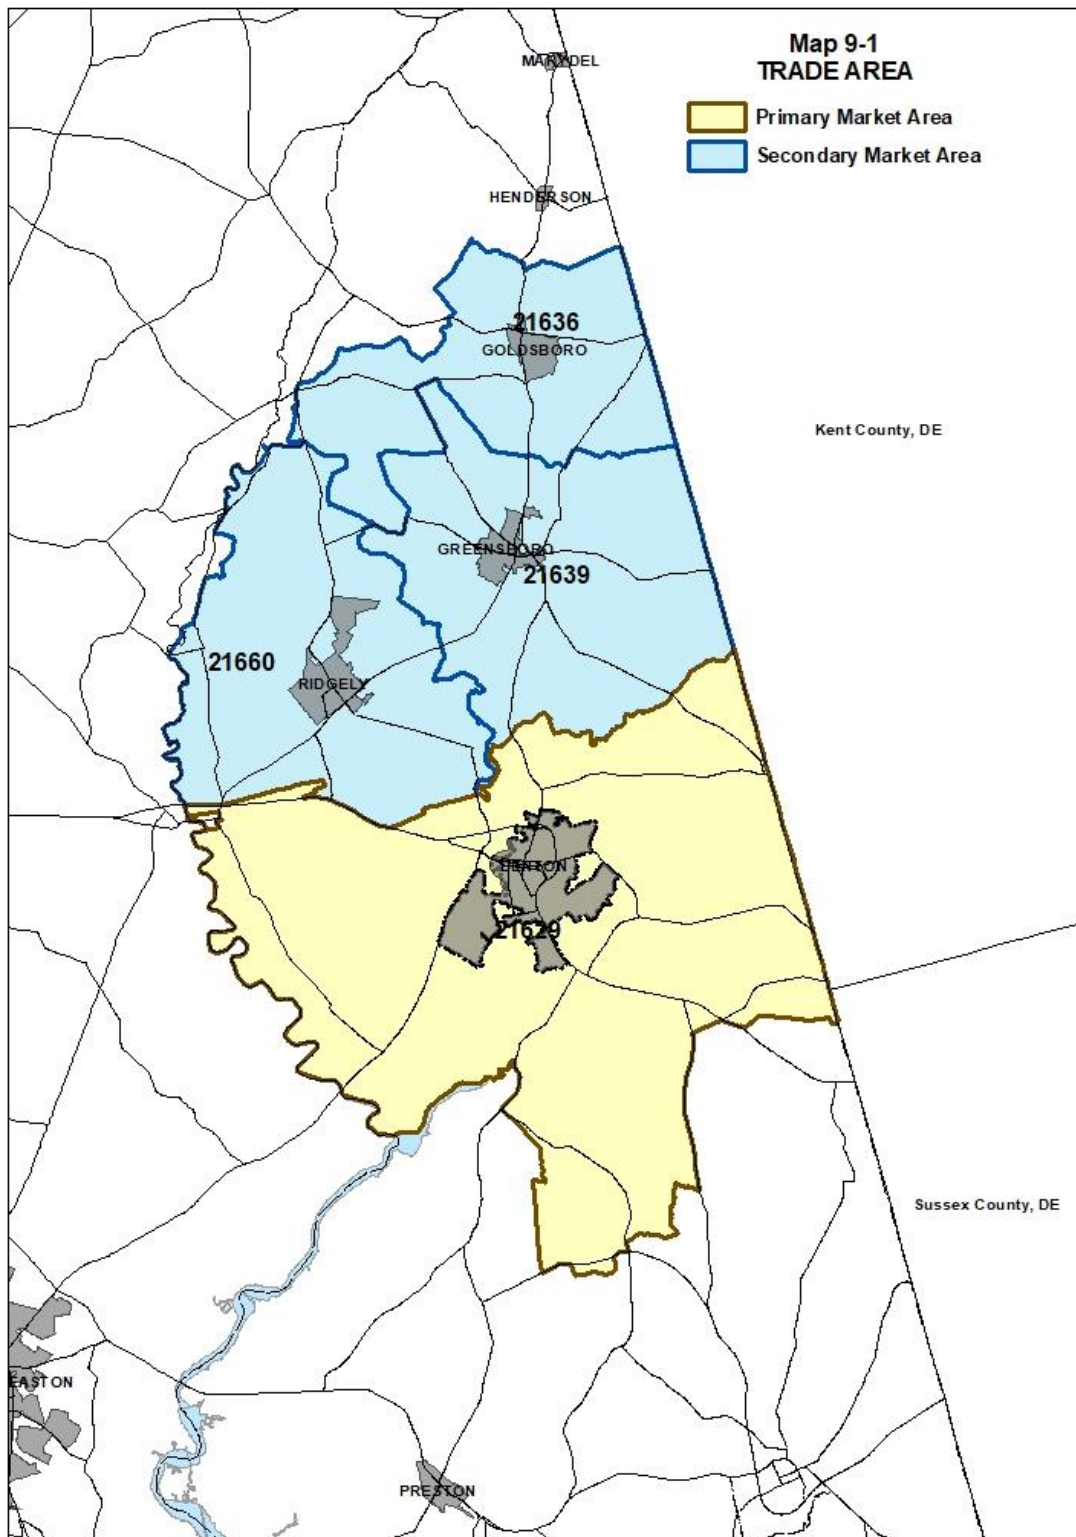 Map 9-1
TRADE AREA
Primary Market Area
Secondary Market Area
MARYDEL
HENDERSON
21636
GOLDSBORO
Kent County, DE
GREENSBORO
21639
21660
RIDGELY
DENTON
21629
Sussex County, DE
EASTON
PRESTON